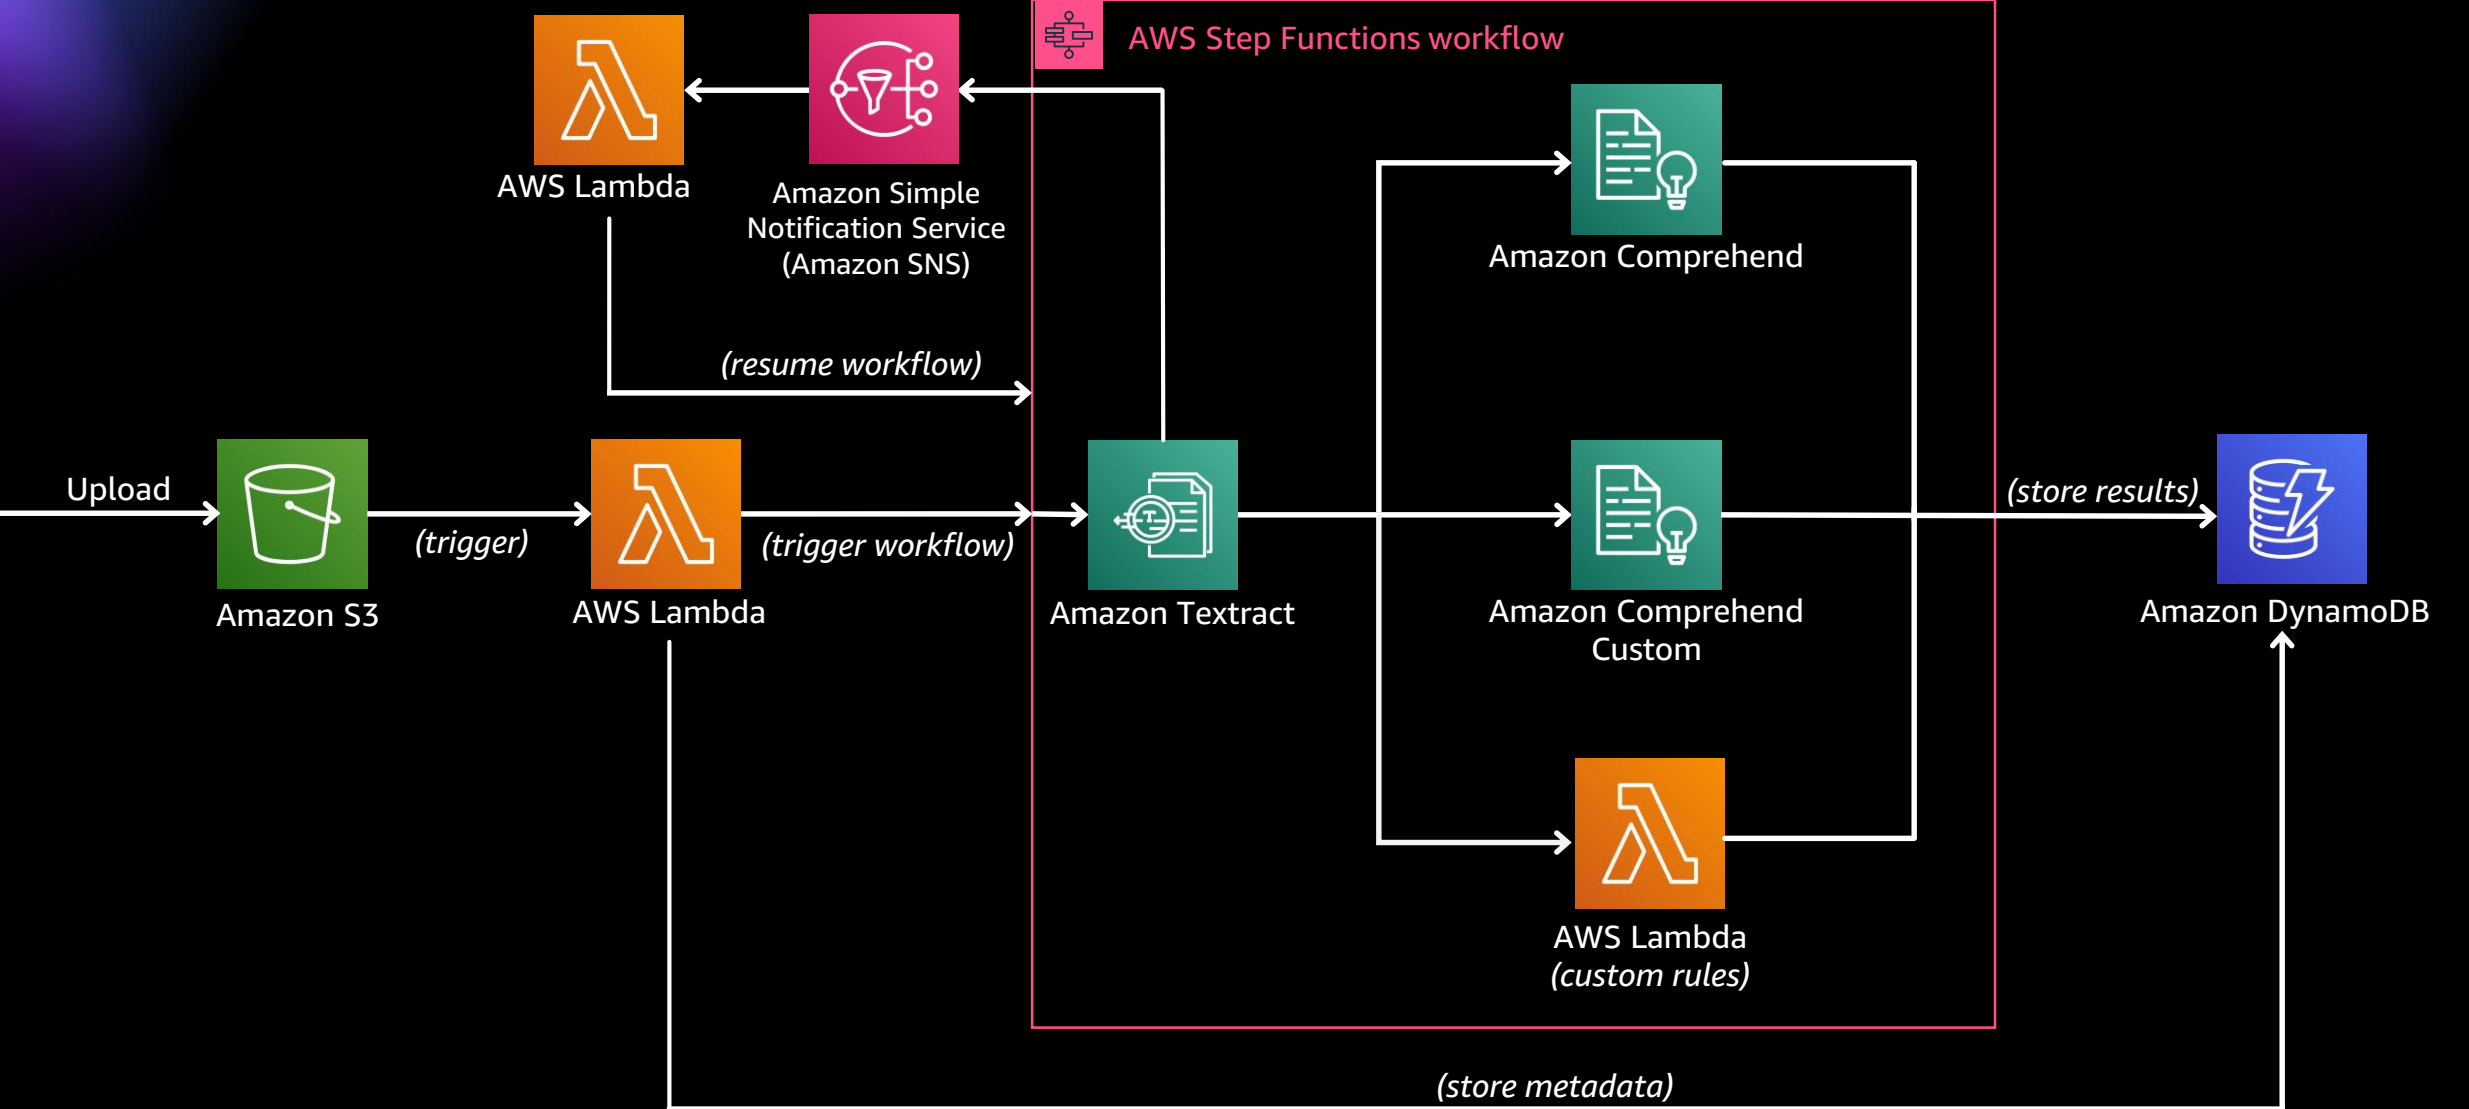 AWS Step Functions workflow
AWS Lambda
Amazon Simple
Notification Service
(Amazon SNS)
Amazon Comprehend
(resume workflow)
Upload
Amazon S3
(trigger)
AWS Lambda
(trigger workflow)
Amazon Textract
Amazon Comprehend
Custom
(store results)
Amazon DynamoDB
AWS Lambda
(custom rules)
(store metadata)